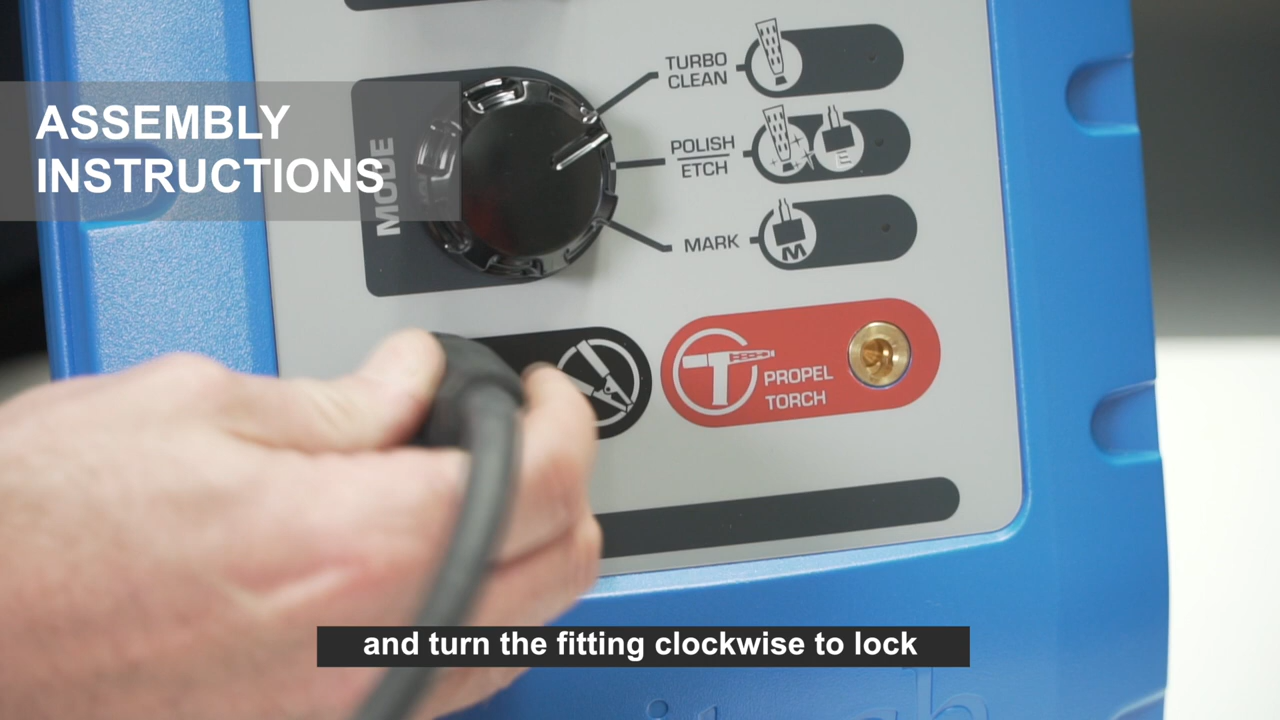 ASSEMBLY
INSTRUCTIONS
MODE
TURBO
CLEAN
POLISH
ETCH
E
MARK
M
T
PROPEL
TORCH
and turn the fitting clockwise to lock